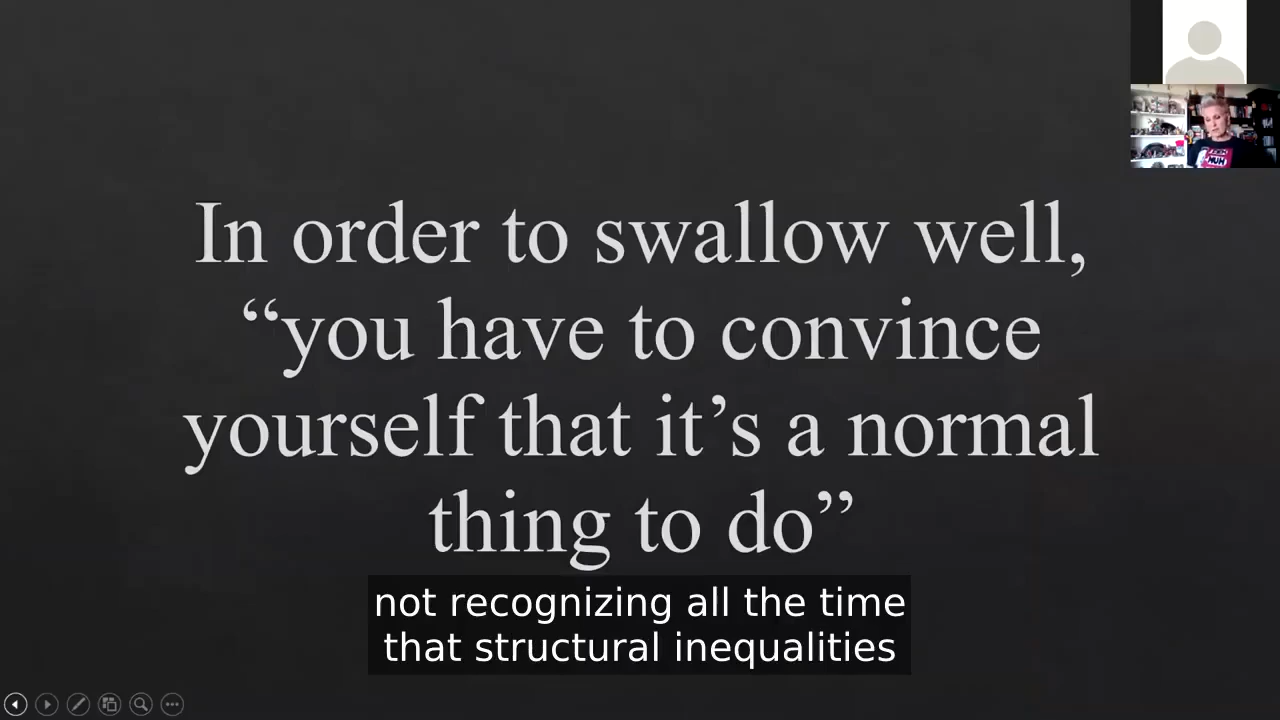 In order to swallow well,
“you have to convince
yourself that it’s a normal
thing to do”
not recognizing all the time
that structural inequalities